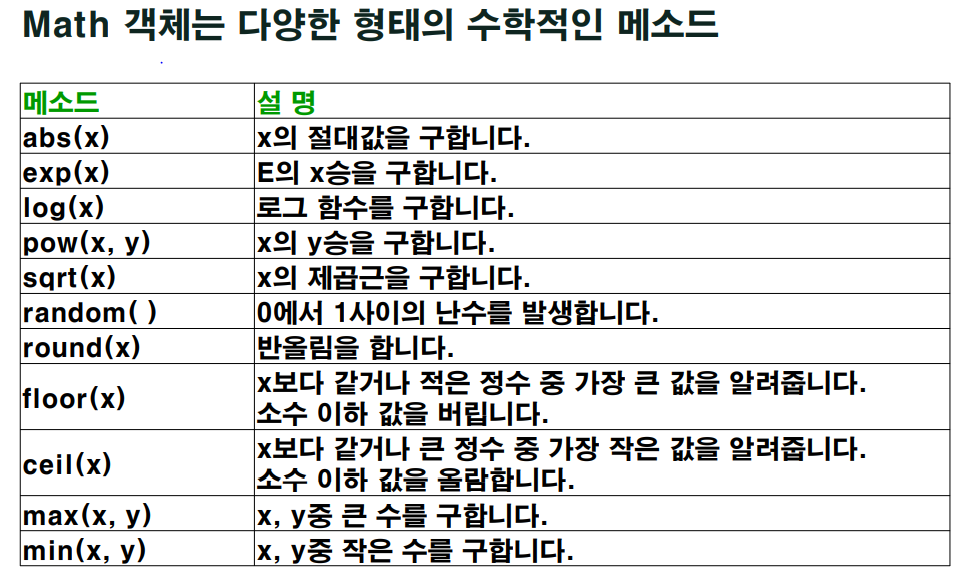 Math 객체는 다양한 형태의 수학적인 메소드
메소드 설 명
abs(x) x의 절대값을 구합니다.
exp(x) E의 x승을 구합니다.
log(x) 로그 함수를 구합니다.
pow(x, y) x의 y승을 구합니다.
sqrt(x) x의 제곱근을 구합니다.
random( ) 0에서 1사이의 난수를 발생합니다.
round(x) 반올림을 합니다.
floor(x) x보다 같거나 적은 정수 중 가장 큰 값을 알려줍니다.
소수 이하 값을 버립니다.
ceil(x) x보다 같거나 큰 정수 중 가장 작은 값을 알려줍니다.
소수 이하 값을 올람합니다.
max(x, y) x, y중 큰 수를 구합니다.
min(x, y) x, y중 작은 수를 구합니다.